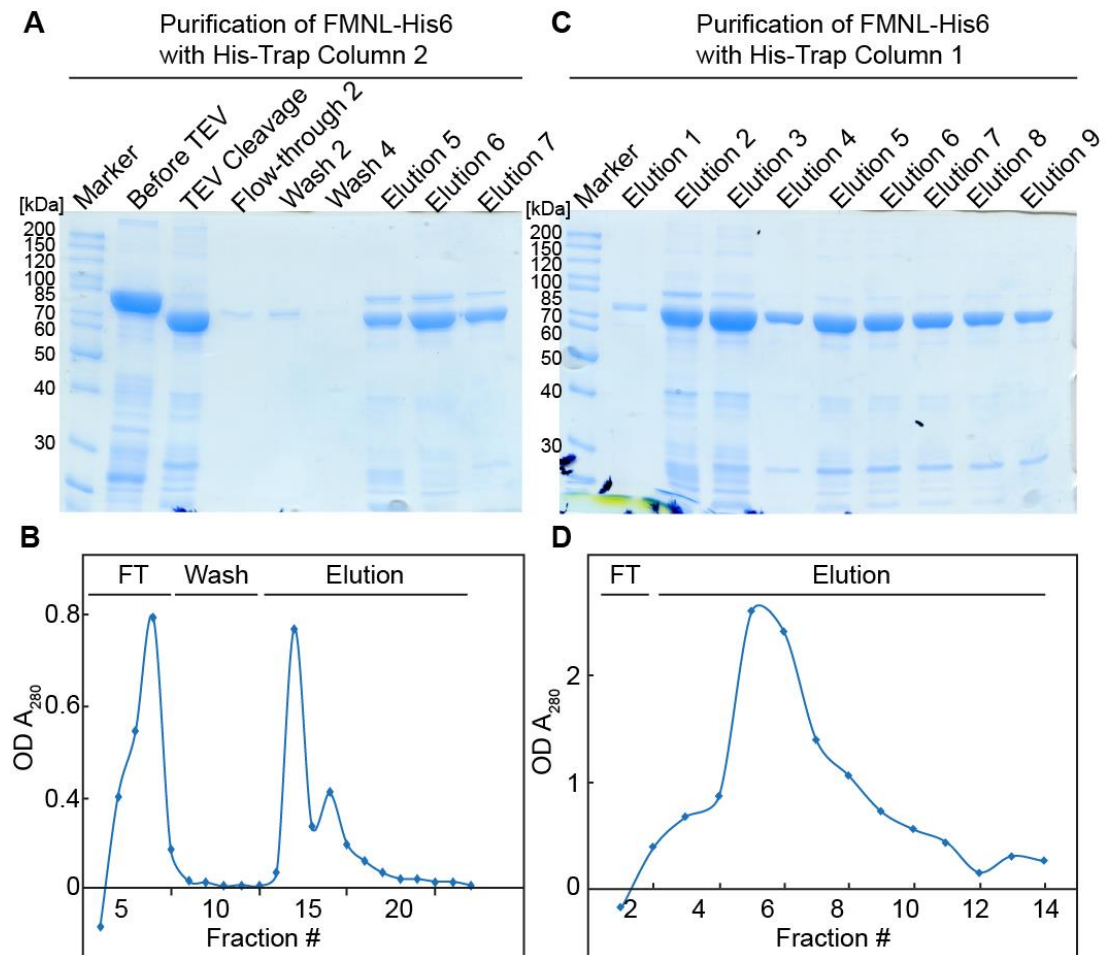 A
Purification of FMNL-His6
with His-Trap Column 2
Marker
Before TEV
TEV Cleavage
Flow-through 2
Wash 2
Wash 4
Elution 5
Elution 6
Elution 7
[kDa]
200
150
120
100
85
70
60
50
40
30
C
Purification of FMNL-His6
with His-Trap Column 1
Marker
Elution 1
Elution 2
Elution 3
Elution 4
Elution 5
Elution 6
Elution 7
Elution 8
Elution 9
[kDa]
200
150
120
100
85
70
60
50
40
30
B
FT
Wash
Elution
0.8
0.6
0.4
0
OD A280
5
10
15
20
Fraction #
D
FT
Elution
2
1
0
OD A280
2
4
6
8
10
12
14
Fraction #